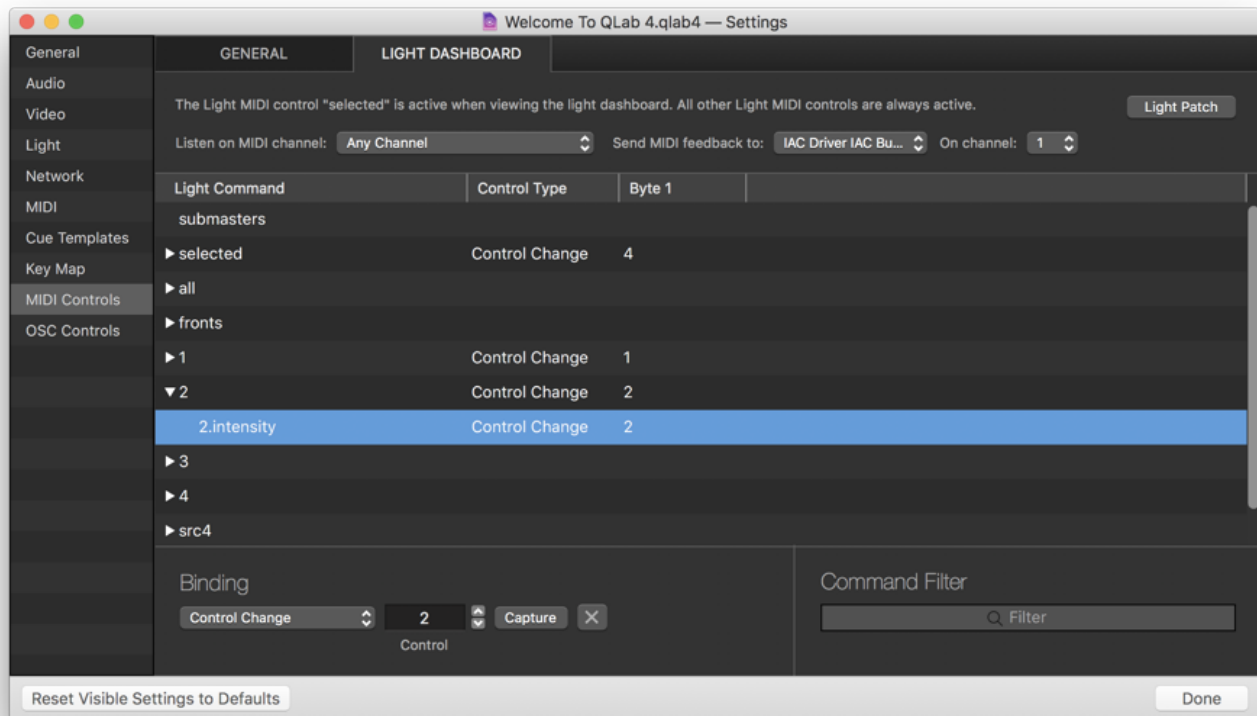 Welcome To QLab 4.qlab4 — Settings
General
Audio
Video
Light
Network
MIDI
Cue Templates
Key Map
MIDI Controls
OSC Controls
GENERAL
LIGHT DASHBOARD
The Light MIDI control "selected" is active when viewing the light dashboard. All other Light MIDI controls are always active.
Light Patch
Listen on MIDI channel: Any Channel Send MIDI feedback to: IAC Driver IAC Bu... On channel: 1
Light Command Control Type Byte 1
submasters
selected Control Change 4
all
fronts
1 Control Change 1
2 Control Change 2
2.intensity Control Change 2
3
4
src4
Binding
Control Change 2 Capture
Control
Command Filter
Filter
Reset Visible Settings to Defaults
Done